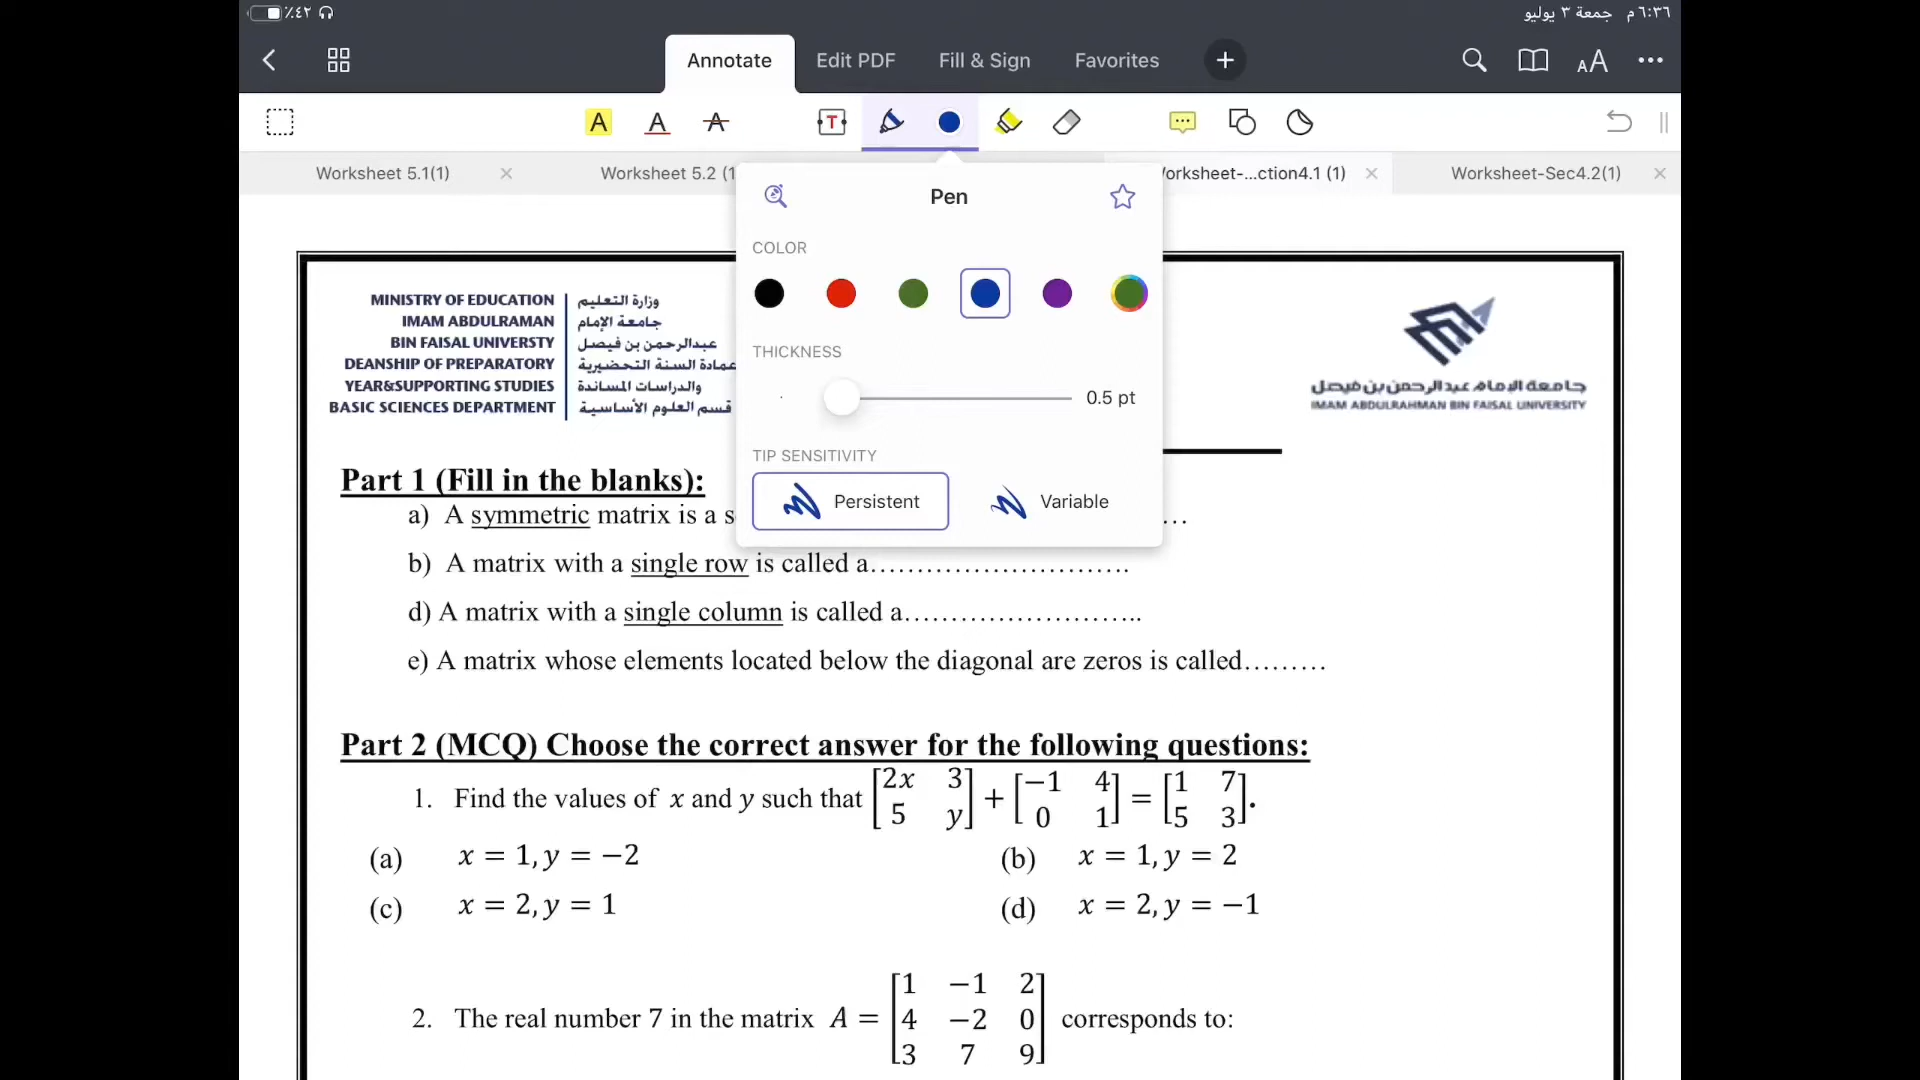 ٪٤٢
٦:٣٦ م جمعة ٣ يوليو
Annotate
Edit PDF
Fill & Sign
Favorites
AA
A
A
A
T
Worksheet 5.1(1)
Worksheet 5.2 (1
orksheet-...ction4.1 (1)
Worksheet-Sec4.2(1)
Pen
COLOR
THICKNESS
0.5 pt
TIP SENSITIVITY
Persistent
Variable
MINISTRY OF EDUCATION
IMAM ABDULRAMAN
BIN FAISAL UNIVERSTY
DEANSHIP OF PREPARATORY
YEAR&SUPPORTING STUDIES
BASIC SCIENCES DEPARTMENT
وزارة التعليم
جامعة الإمام
عبدالرحمن بن فيصل
عمادة السنة التحضيرية
والدراسات المساندة
قسم العلوم الأساسية
جامعة الإمام عبدالرحمن بن فيصل
IMAM ABDULRAHMAN BIN FAISAL UNIVERSITY
Part 1 (Fill in the blanks):
a) A symmetric matrix is a s ...
b) A matrix with a single row is called a…………………………
d) A matrix with a single column is called a……………………..
e) A matrix whose elements located below the diagonal are zeros is called………
Part 2 (MCQ) Choose the correct answer for the following questions:
1. Find the values of x and y such that [2x 3; 5 y] + [−1 4; 0 1] = [1 7; 5 3].
(a) x = 1, y = −2
(b) x = 1, y = 2
(c) x = 2, y = 1
(d) x = 2, y = −1
2. The real number 7 in the matrix A = [1 −1 2; 4 −2 0; 3 7 9] corresponds to: